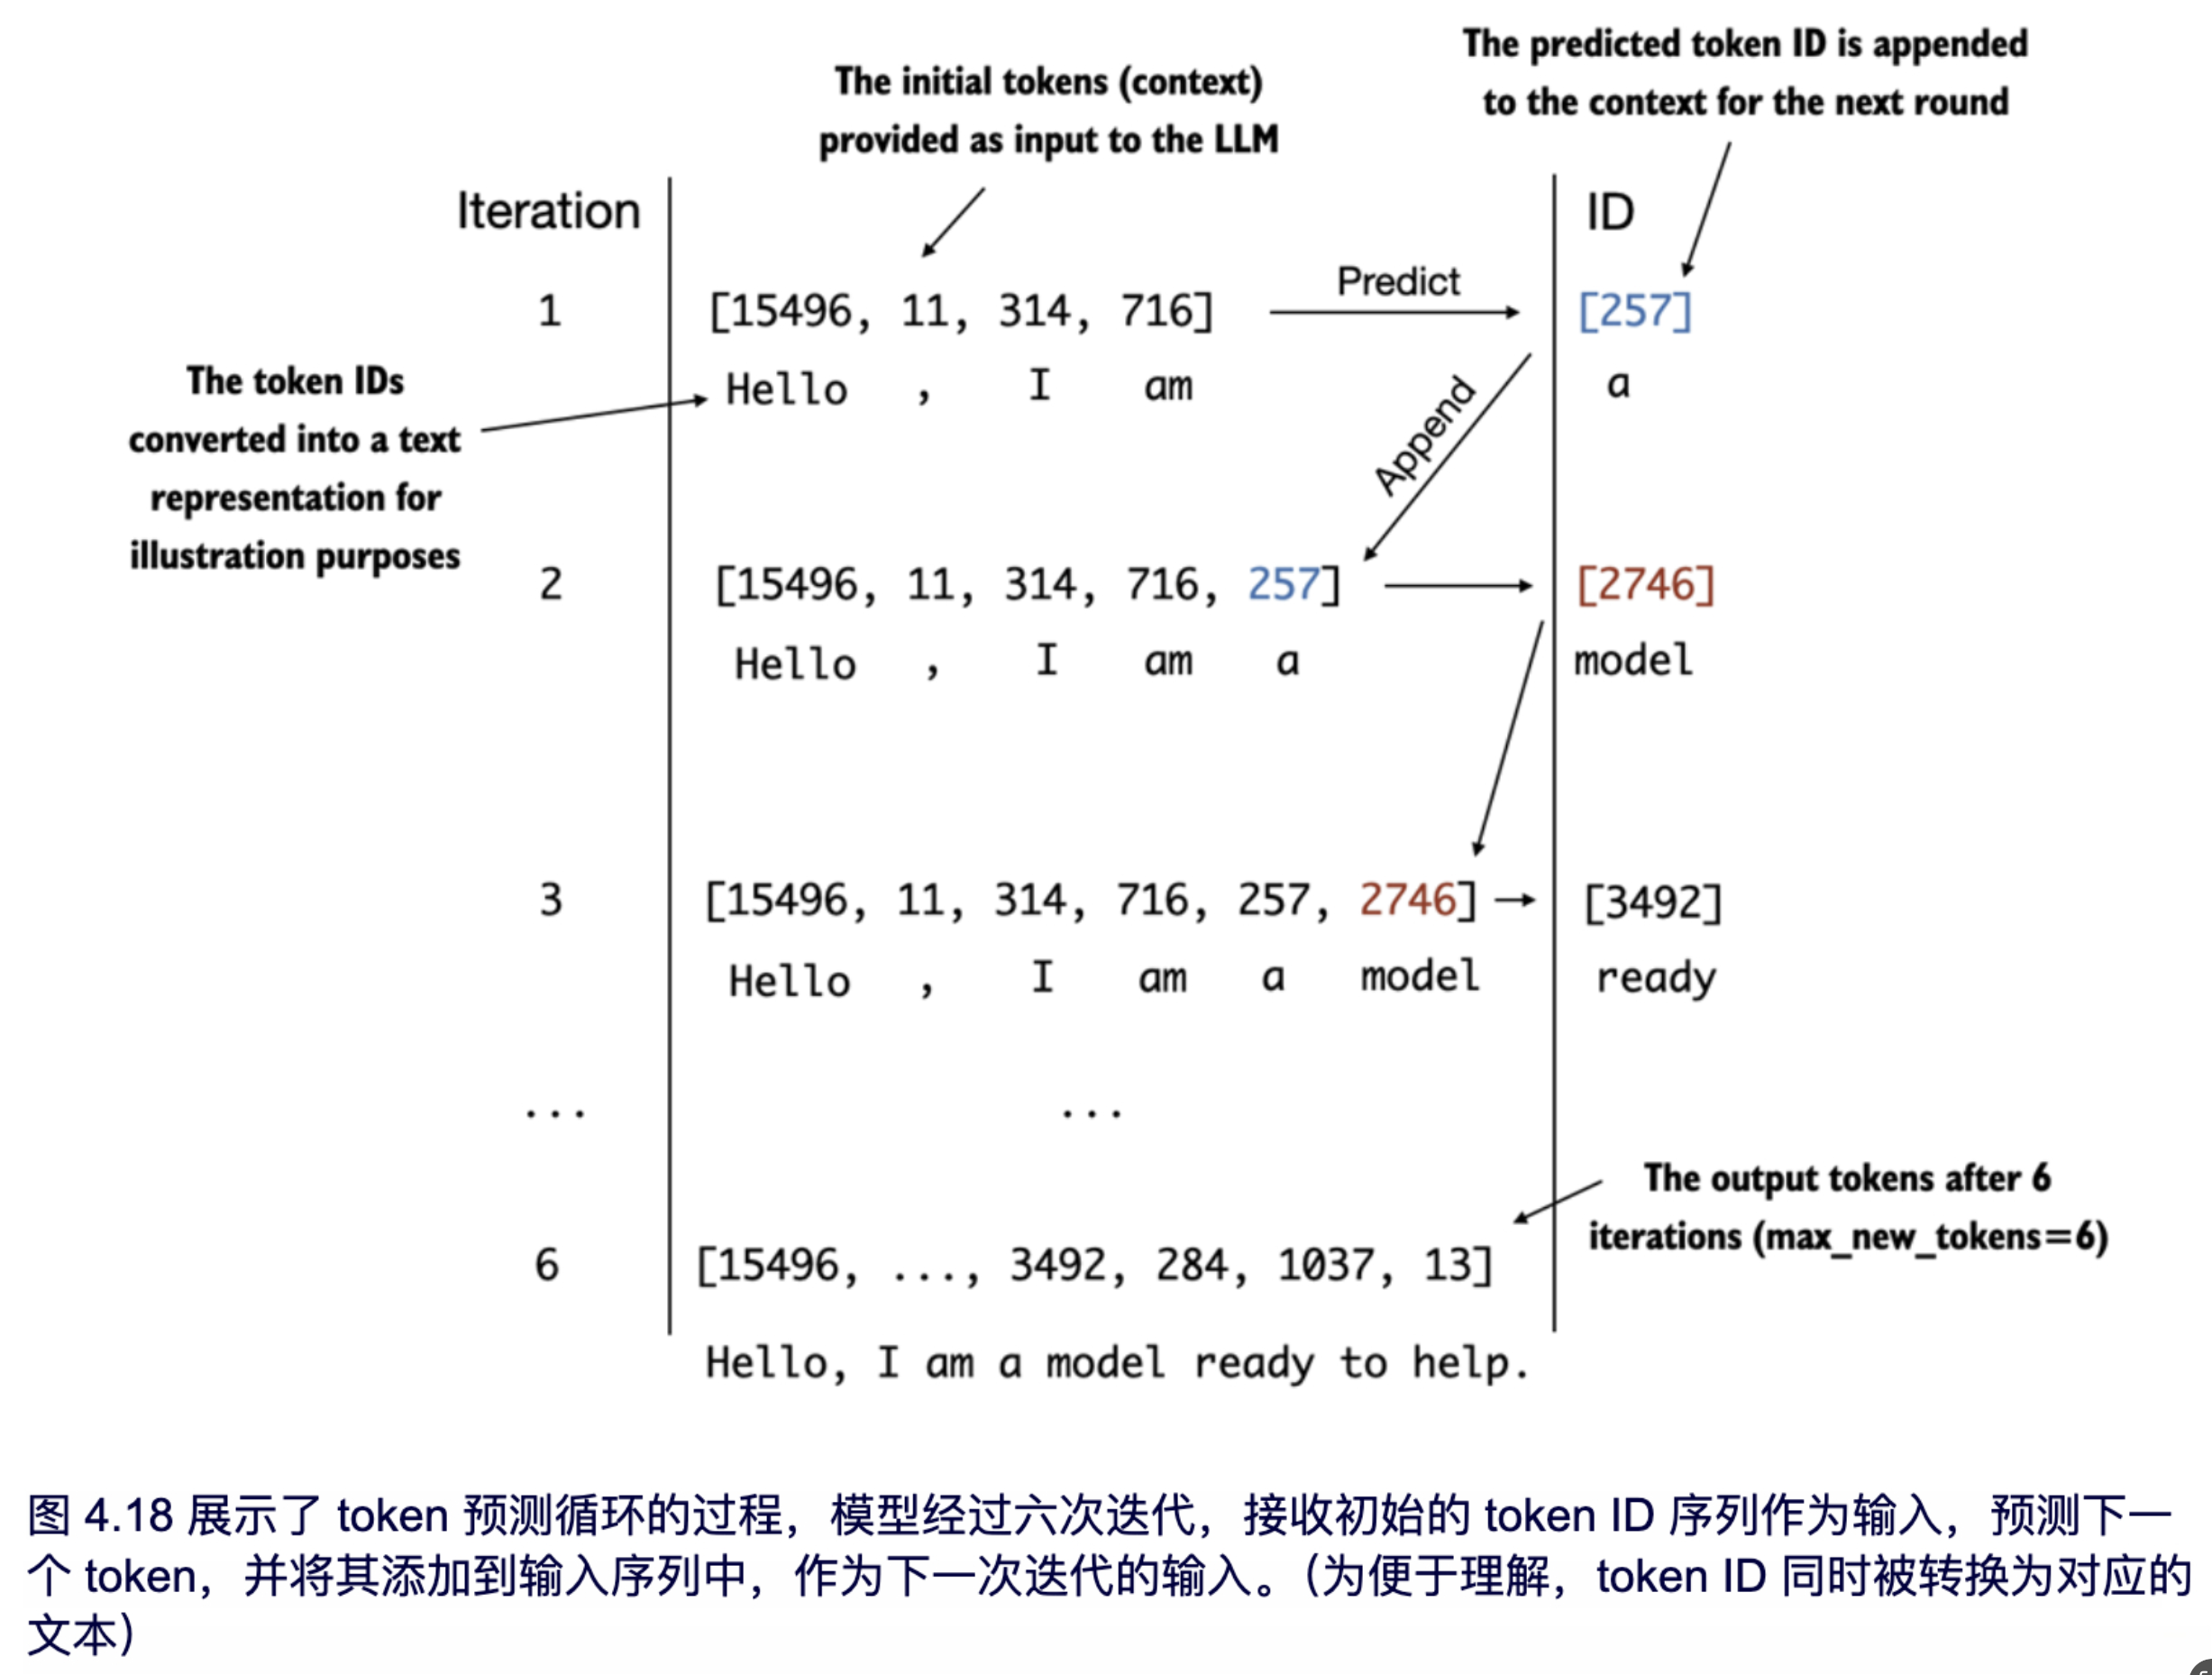 The initial tokens (context)
provided as input to the LLM
The predicted token ID is appended
to the context for the next round
Iteration
ID
1
[15496, 11, 314, 716]
Predict
[257]
Hello , I am
a
The token IDs
converted into a text
representation for
illustration purposes
Append
2
[15496, 11, 314, 716, 257]
[2746]
Hello , I am a
model
3
[15496, 11, 314, 716, 257, 2746]
[3492]
Hello , I am a model
ready
...
...
The output tokens after 6
iterations (max_new_tokens=6)
6
[15496, ..., 3492, 284, 1037, 13]
Hello, I am a model ready to help.
图 4.18 展示了 token 预测循环的过程，模型经过六次迭代，接收初始的 token ID 序列作为输入，预测下一
个 token，并将其添加到输入序列中，作为下一次迭代的输入。（为便于理解，token ID 同时被转换为对应的
文本）